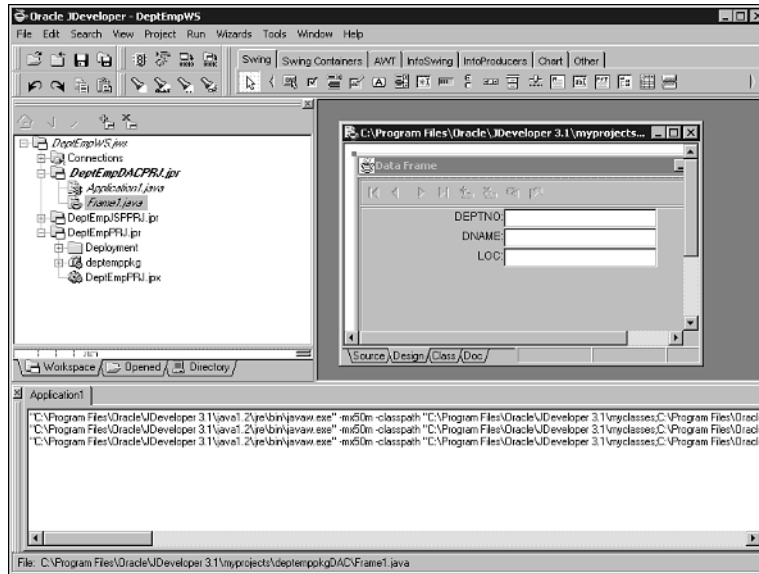 Oracle JDeveloper - DeptEmpWS
File Edit Search View Project Run Wizards Tools Window Help
Swing Swing Containers AWT InfoSwing InfoProducers Chart Other
DeptEmpWS.jws
Connections
DeptEmpDACPRJ.jpr
Application1.java
Frame1.java
DeptEmpJSPPRJ.jpr
DeptEmpPRJ.jpr
Deployment
deptemppkg
DeptEmpPRJ.jpx
Workspace Opened Directory
C:\Program Files\Oracle\JDeveloper 3.1\myprojects...
Data Frame
DEPTNO:
DNAME:
LOC:
Source Design Class Doc
Application1
"C:\Program Files\Oracle\JDeveloper 3.1\java1.2\jre\bin\javaw.exe" -mx50m -classpath "C:\Program Files\Oracle\JDeveloper 3.1\myclasses;C:\Program Files\Oracl
"C:\Program Files\Oracle\JDeveloper 3.1\java1.2\jre\bin\javaw.exe" -mx50m -classpath "C:\Program Files\Oracle\JDeveloper 3.1\myclasses;C:\Program Files\Oracl
"C:\Program Files\Oracle\JDeveloper 3.1\java1.2\jre\bin\javaw.exe" -mx50m -classpath "C:\Program Files\Oracle\JDeveloper 3.1\myclasses;C:\Program Files\Oracl
File: C:\Program Files\Oracle\JDeveloper 3.1\myprojects\deptemppkgDAC\Frame1.java